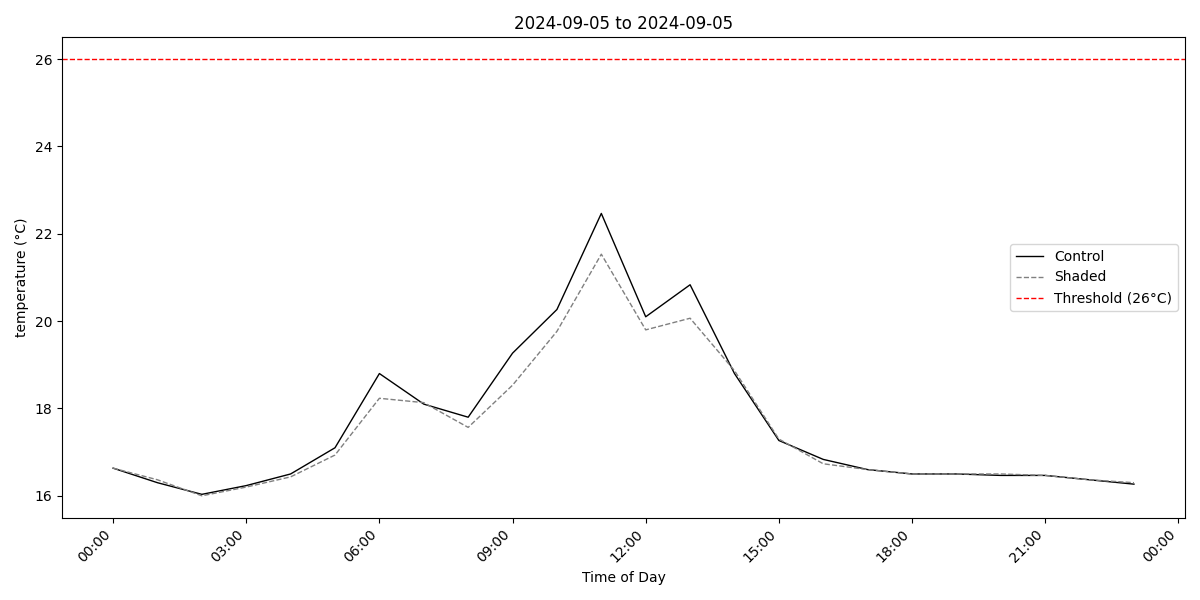 2024-09-05 to 2024-09-05
temperature (°C)
26
24
22
20
18
16
Control
Shaded
Threshold (26°C)
00:00
03:00
06:00
09:00
12:00
15:00
18:00
21:00
00:00
Time of Day